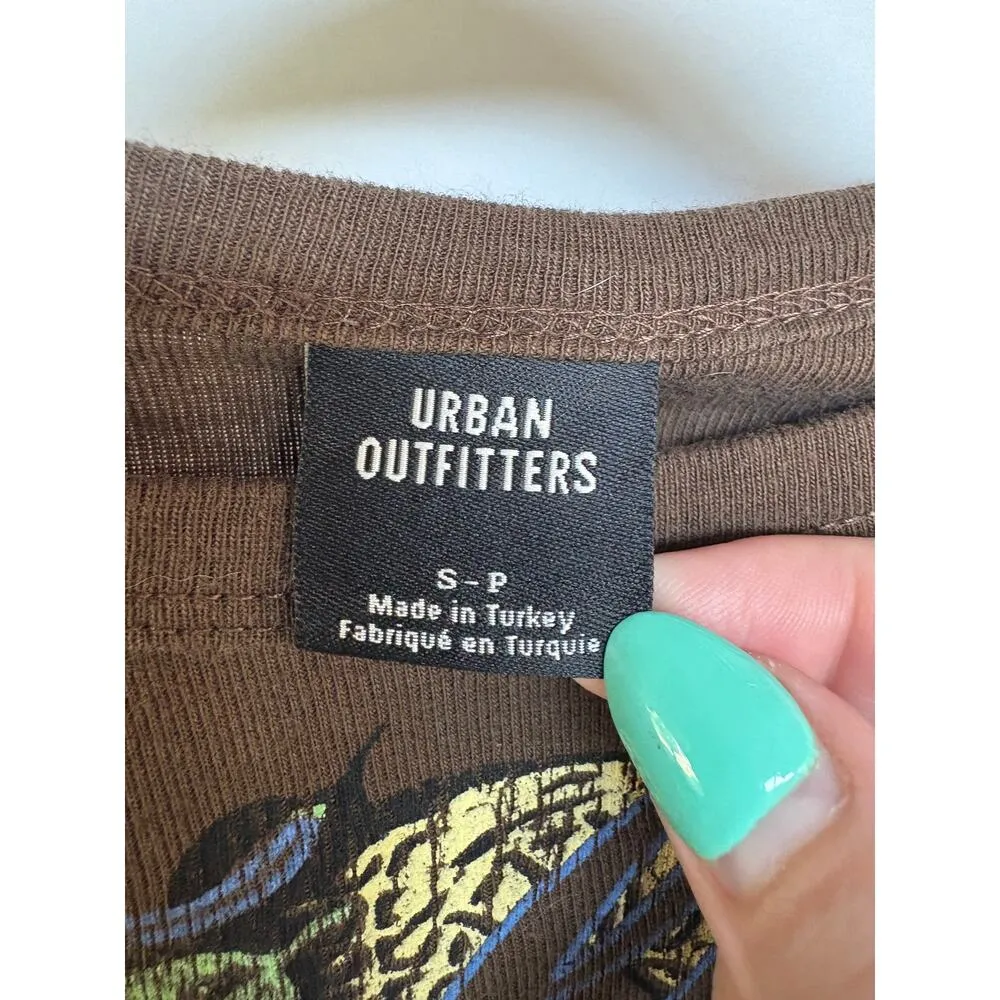 URBAN
OUTFITTERS
S-P
Made in Turkey
Fabriqué en Turquie